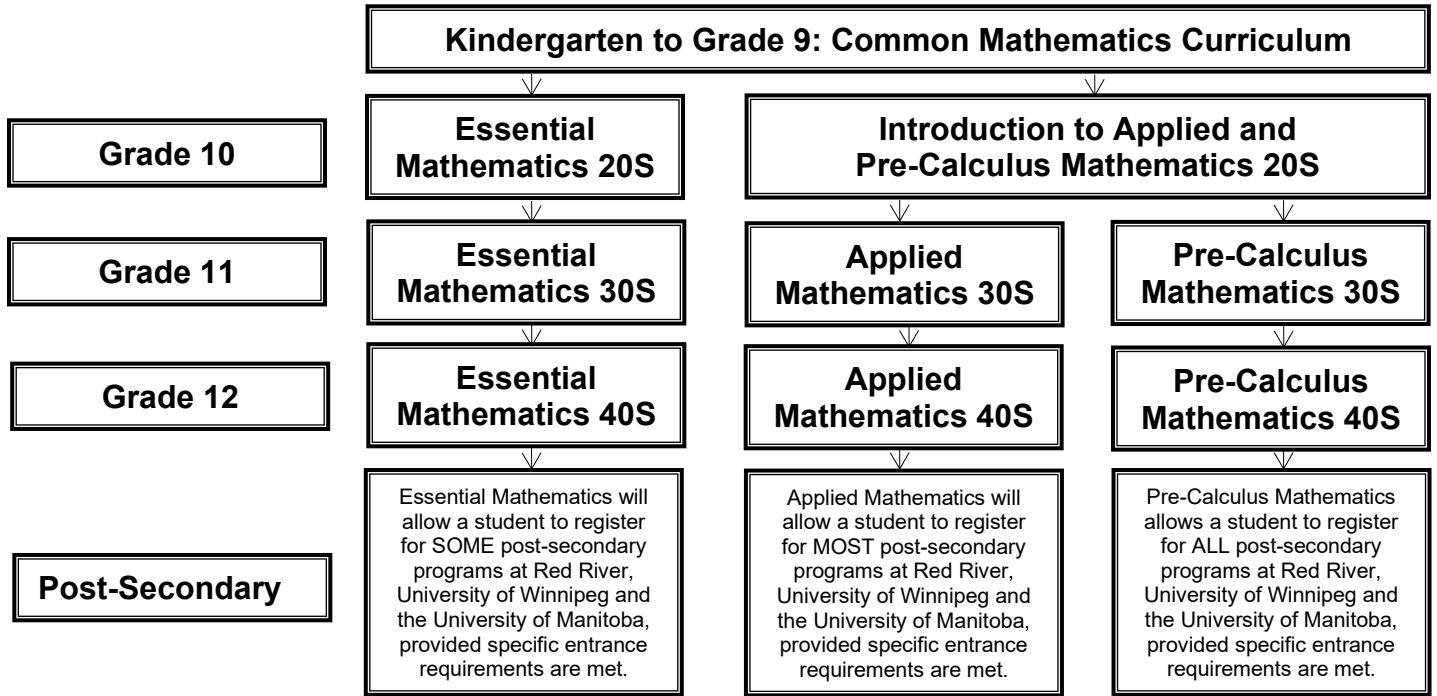 Kindergarten to Grade 9: Common Mathematics Curriculum
Grade 10
Essential
Mathematics 20S
Introduction to Applied and
Pre-Calculus Mathematics 20S
Grade 11
Essential
Mathematics 30S
Applied
Mathematics 30S
Pre-Calculus
Mathematics 30S
Grade 12
Essential
Mathematics 40S
Applied
Mathematics 40S
Pre-Calculus
Mathematics 40S
Post-Secondary
Essential Mathematics will
allow a student to register
for SOME post-secondary
programs at Red River,
University of Winnipeg and
the University of Manitoba,
provided specific entrance
requirements are met.
Applied Mathematics will
allow a student to register
for MOST post-secondary
programs at Red River,
University of Winnipeg and
the University of Manitoba,
provided specific entrance
requirements are met.
Pre-Calculus Mathematics
allows a student to register
for ALL post-secondary
programs at Red River,
University of Winnipeg and
the University of Manitoba,
provided specific entrance
requirements are met.